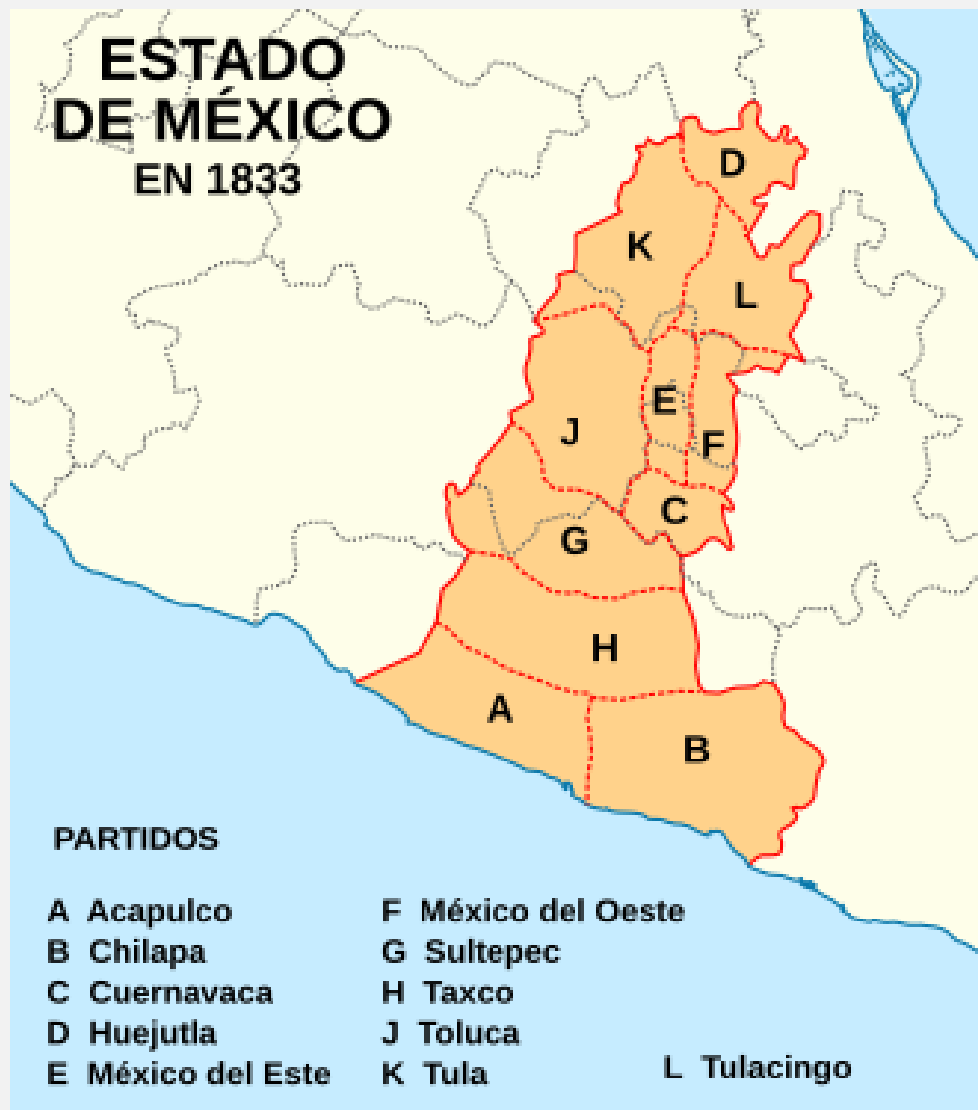 ESTADO
DE MÉXICO
EN 1833
D
K
L
E
J
F
C
G
H
A
B
PARTIDOS
A Acapulco
B Chilapa
C Cuernavaca
D Huejutla
E México del Este
F México del Oeste
G Sultepec
H Taxco
J Toluca
K Tula
L Tulacingo